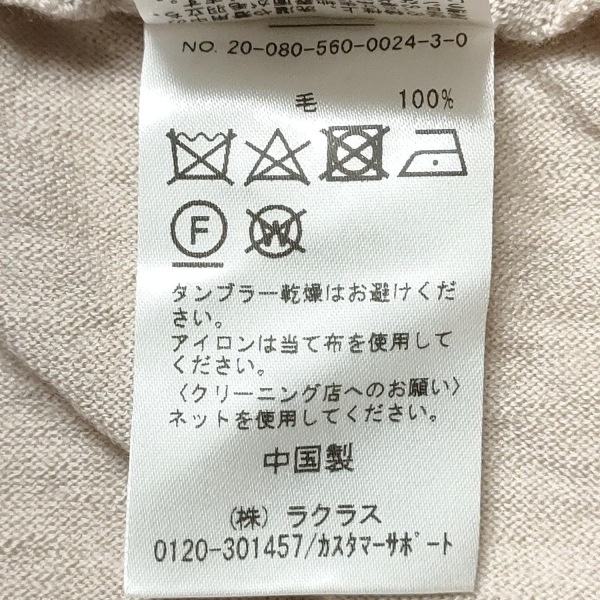 NO. 20-080-560-0024-3-0
毛 100%
F
W
タンブラー乾燥はお避けくだ
さい。
アイロンは当て布を使用して
ください。
〈クリーニング店へのお願い〉
ネットを使用してください。
中国製
(株) ラクラス
0120-301457/カスタマーサポート